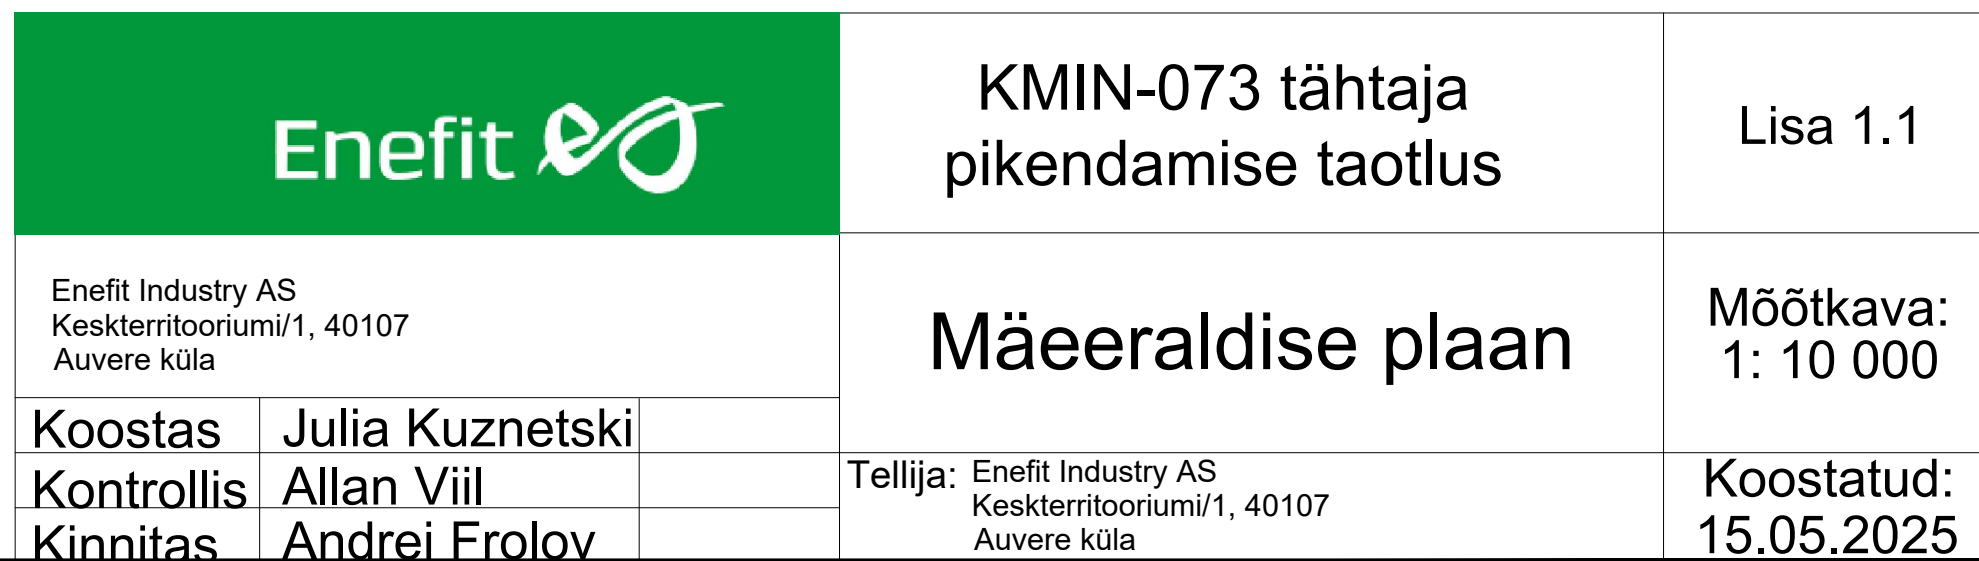 Enefit
KMIN-073 tähtaja
pikendamise taotlus
Lisa 1.1
Enefit Industry AS
Keskterritooriumi/1, 40107
Auvere küla
Mäeeraldise plaan
Mõõtkava:
1: 10 000
Koostas Julia Kuznetski
Kontrollis Allan Viil
Kinnitas Andrei Frolov
Tellija: Enefit Industry AS
Keskterritooriumi/1, 40107
Auvere küla
Koostatud:
15.05.2025